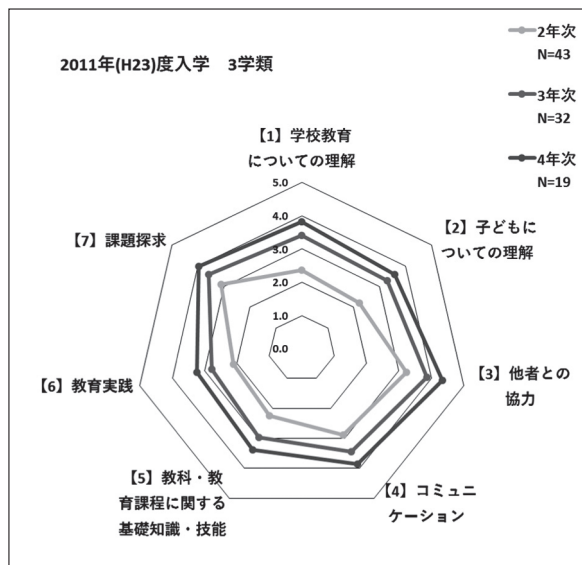 2011年(H23)度入学　3学類
2年次
N=43
3年次
N=32
4年次
N=19
【1】学校教育
についての理解
【2】子どもに
ついての理解
【3】他者との
協力
【4】コミュニ
ケーション
【5】教科・教
育課程に関する
基礎知識・技能
【6】教育実践
【7】課題探求
5.0
4.0
3.0
2.0
1.0
0.0